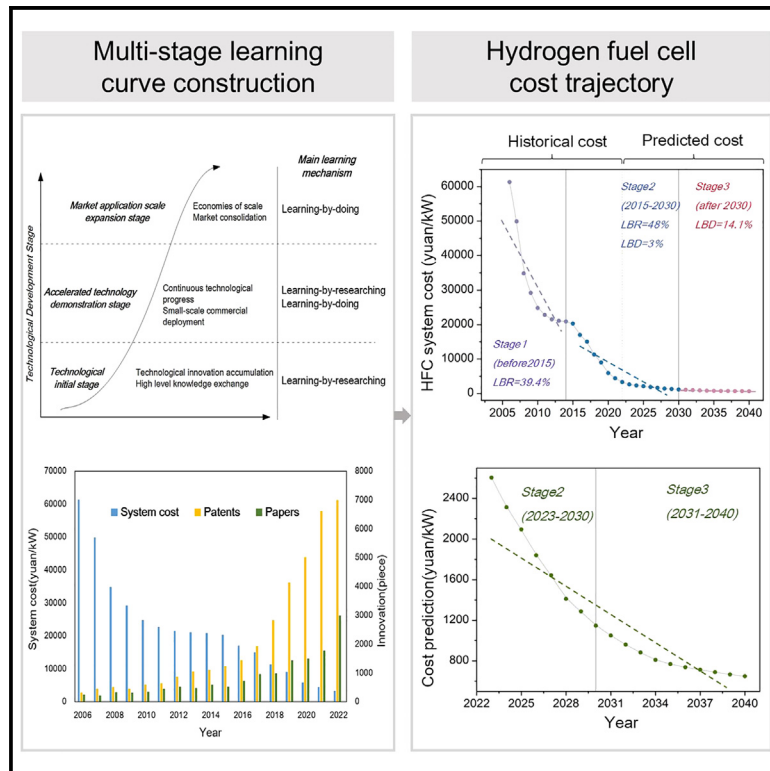 Multi-stage learning
curve construction
Hydrogen fuel cell
cost trajectory
Technological Development Stage
Main learning
mechanism
Market application scale
expansion stage
Economies of scale
Market consolidation
Learning-by-doing
Accelerated technology
demonstration stage
Continuous technological
progress
Small-scale commercial
deployment
Learning-by-researching
Learning-by-doing
Technological
initial stage
Technological innovation accumulation
High level knowledge exchange
Learning-by-researching
System cost(yuan/kW)
70000
60000
50000
40000
30000
20000
10000
0
System cost
Patents
Papers
8000
7000
6000
5000
4000
3000
2000
1000
0
Innovation(piece)
2006 2008 2010 2012 2014 2016 2018 2020 2022
Year
Historical cost
Predicted cost
HFC system cost (yuan/kW)
60000
50000
40000
30000
20000
10000
0
Stage1
(before2015)
LBR=39.4%
Stage2
(2015-2030)
LBR=48%
LBD=3%
Stage3
(after 2030)
LBD=14.1%
2005 2010 2015 2020 2025 2030 2035 2040
Year
Cost prediction(yuan/kW)
2400
2000
1600
1200
800
Stage2
(2023-2030)
Stage3
(2031-2040)
2022 2025 2028 2031 2034 2037 2040
Year